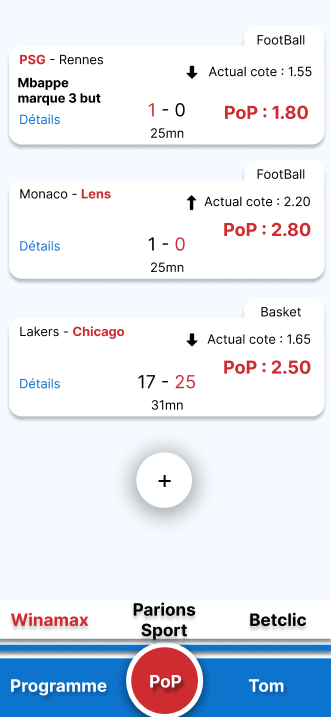 FootBall
PSG - Rennes
Actual cote : 1.55
Mbappe
marque 3 but
1 - 0
PoP : 1.80
Détails
25mn
FootBall
Monaco - Lens
Actual cote : 2.20
PoP : 2.80
Détails
1 - 0
25mn
Basket
Lakers - Chicago
Actual cote : 1.65
PoP : 2.50
Détails
17 - 25
31mn
+
Winamax
Parions
Sport
Betclic
Programme
PoP
Tom